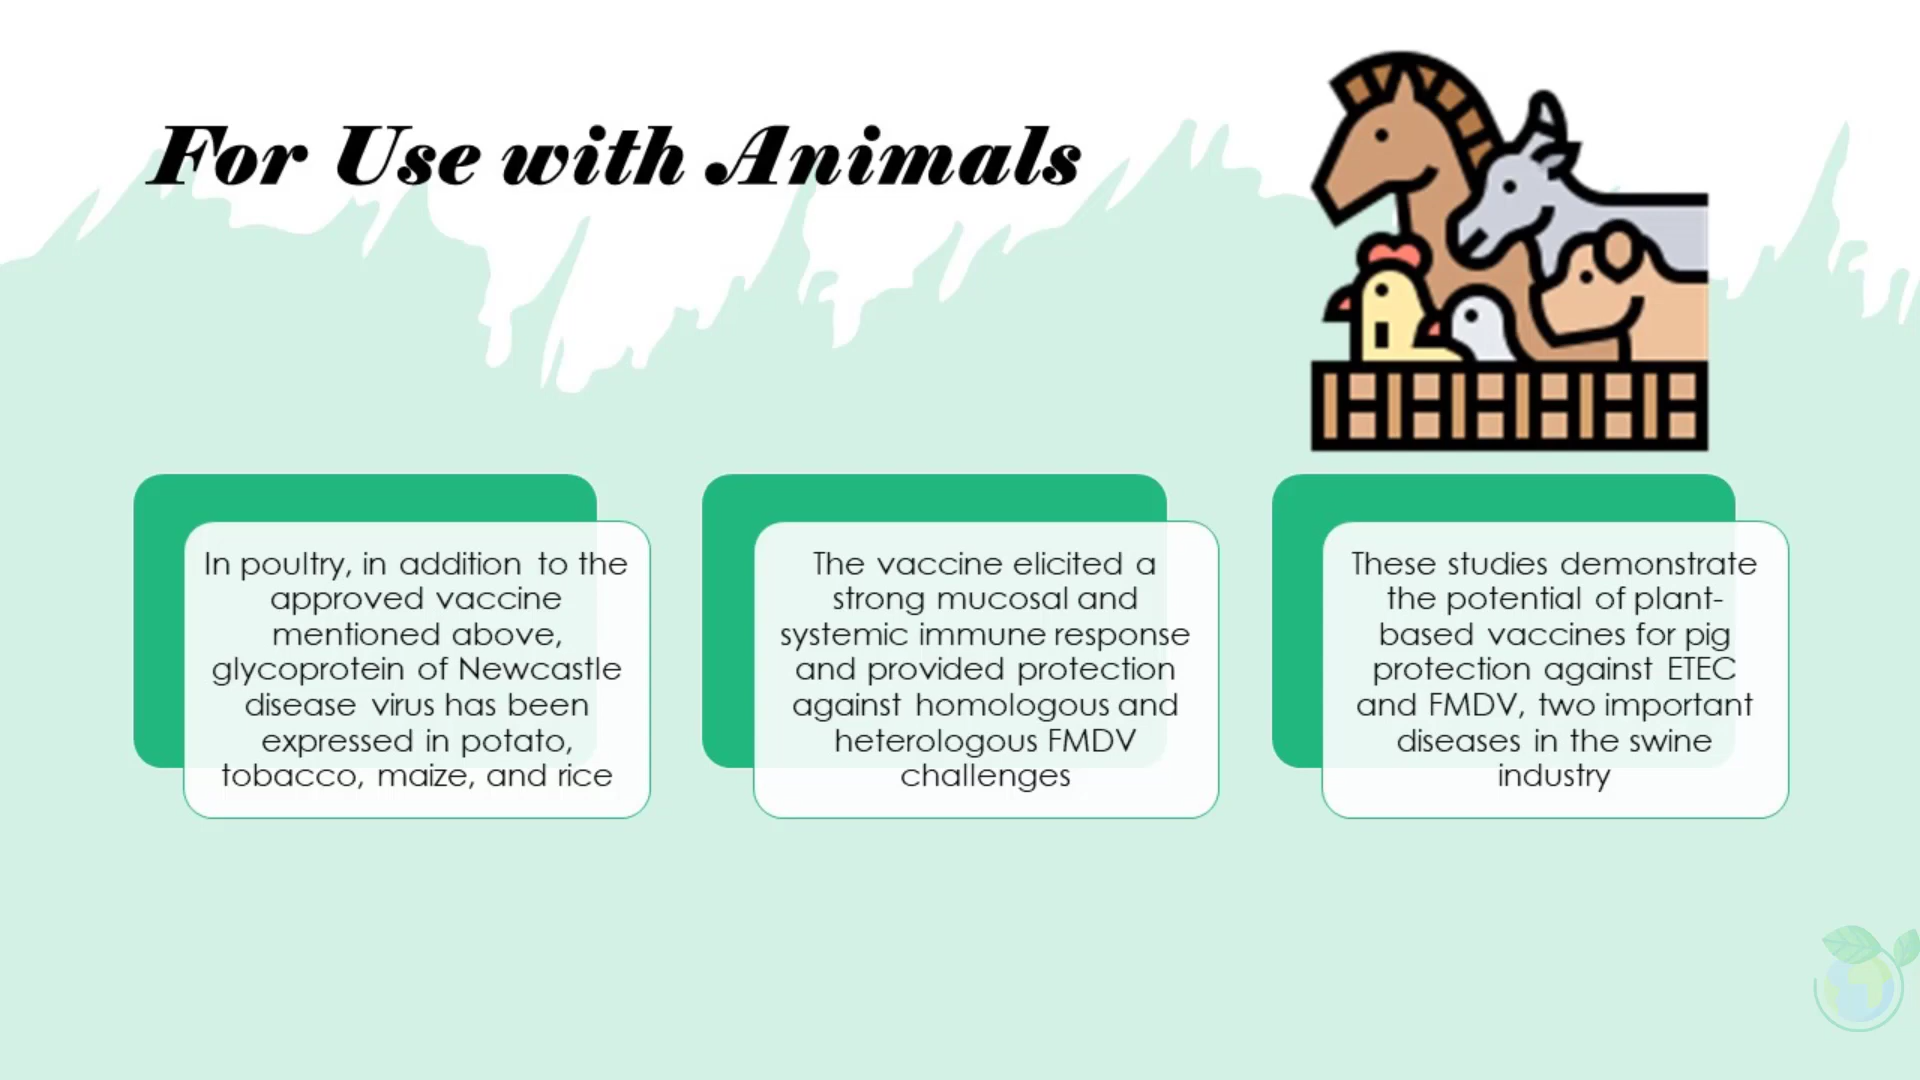 For Use with Animals
In poultry, in addition to the
approved vaccine
mentioned above,
glycoprotein of Newcastle
disease virus has been
expressed in potato,
tobacco, maize, and rice
The vaccine elicited a
strong mucosal and
systemic immune response
and provided protection
against homologous and
heterologous FMDV
challenges
These studies demonstrate
the potential of plant-
based vaccines for pig
protection against ETEC
and FMDV, two important
diseases in the swine
industry